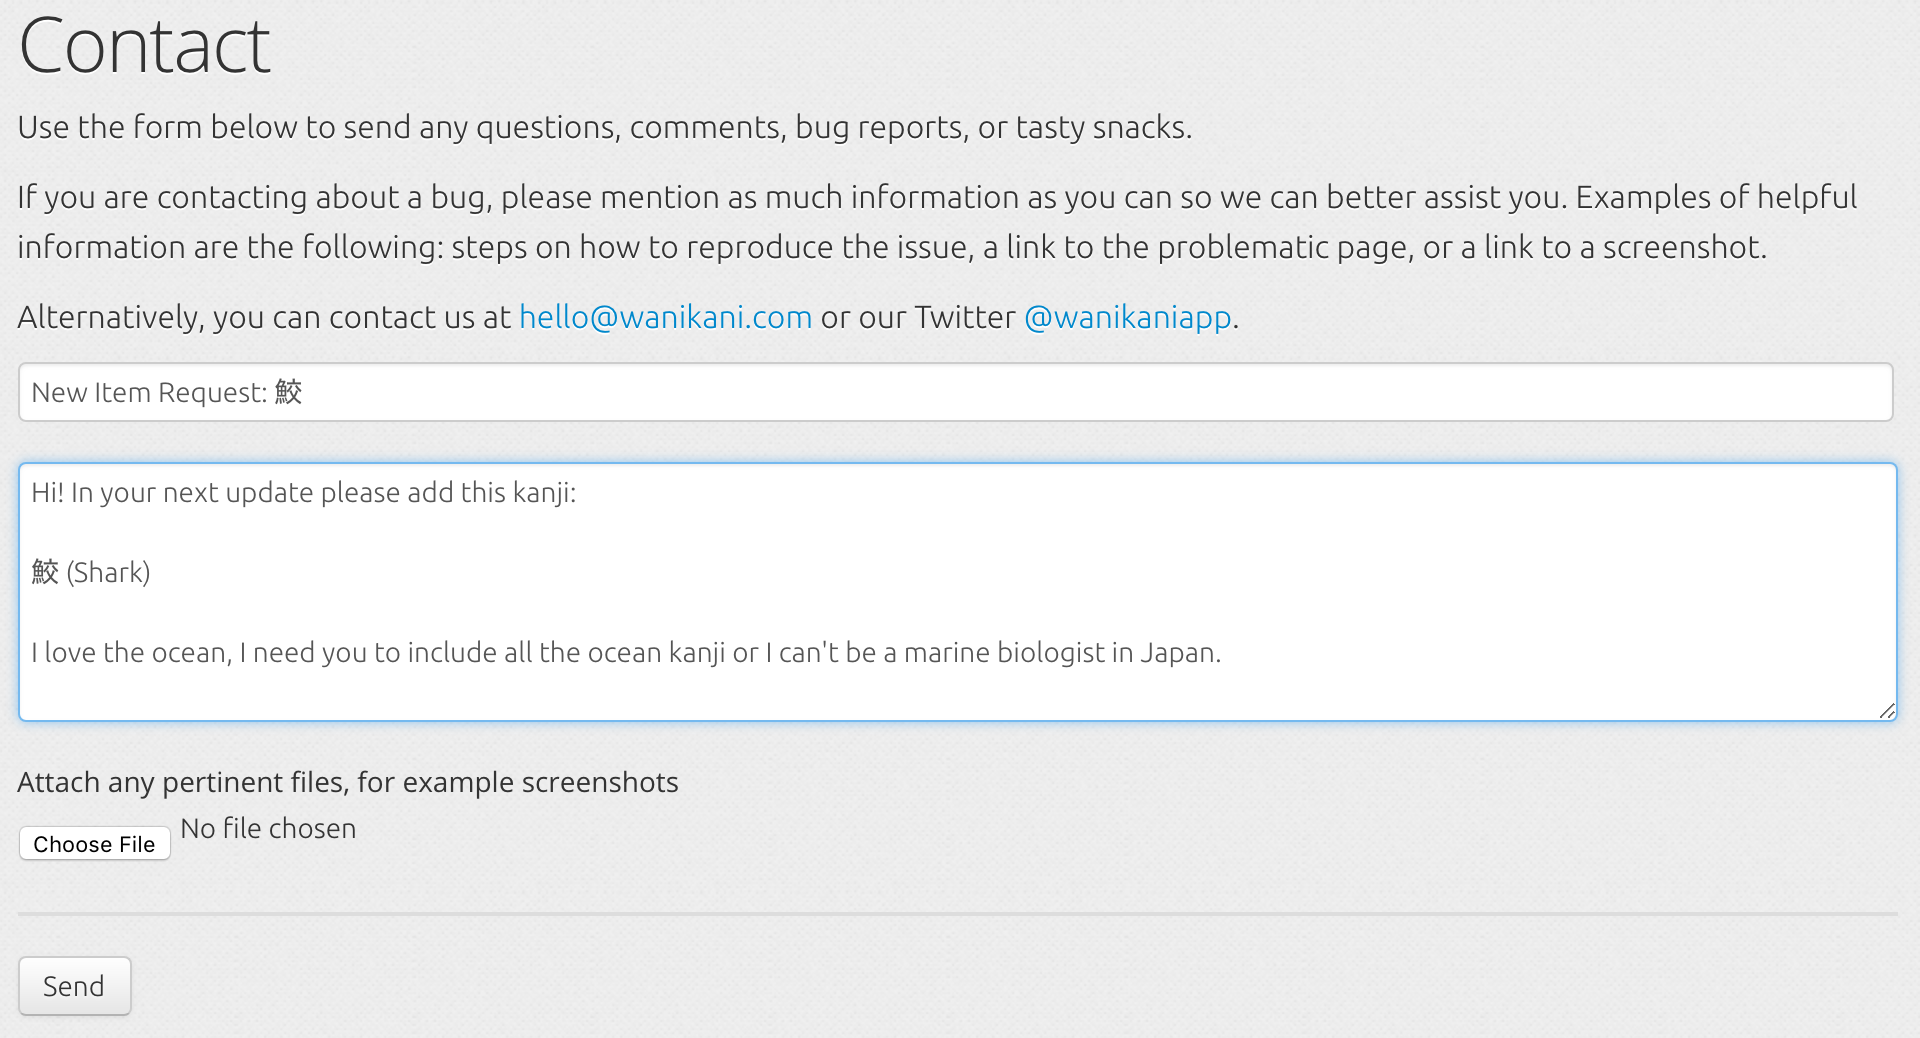 Contact
Use the form below to send any questions, comments, bug reports, or tasty snacks.
If you are contacting about a bug, please mention as much information as you can so we can better assist you. Examples of helpful
information are the following: steps on how to reproduce the issue, a link to the problematic page, or a link to a screenshot.
Alternatively, you can contact us at hello@wanikani.com or our Twitter @wanikaniapp.
New Item Request: 鮫
Hi! In your next update please add this kanji:
鮫 (Shark)
I love the ocean, I need you to include all the ocean kanji or I can't be a marine biologist in Japan.
Attach any pertinent files, for example screenshots
Choose File No file chosen
Send